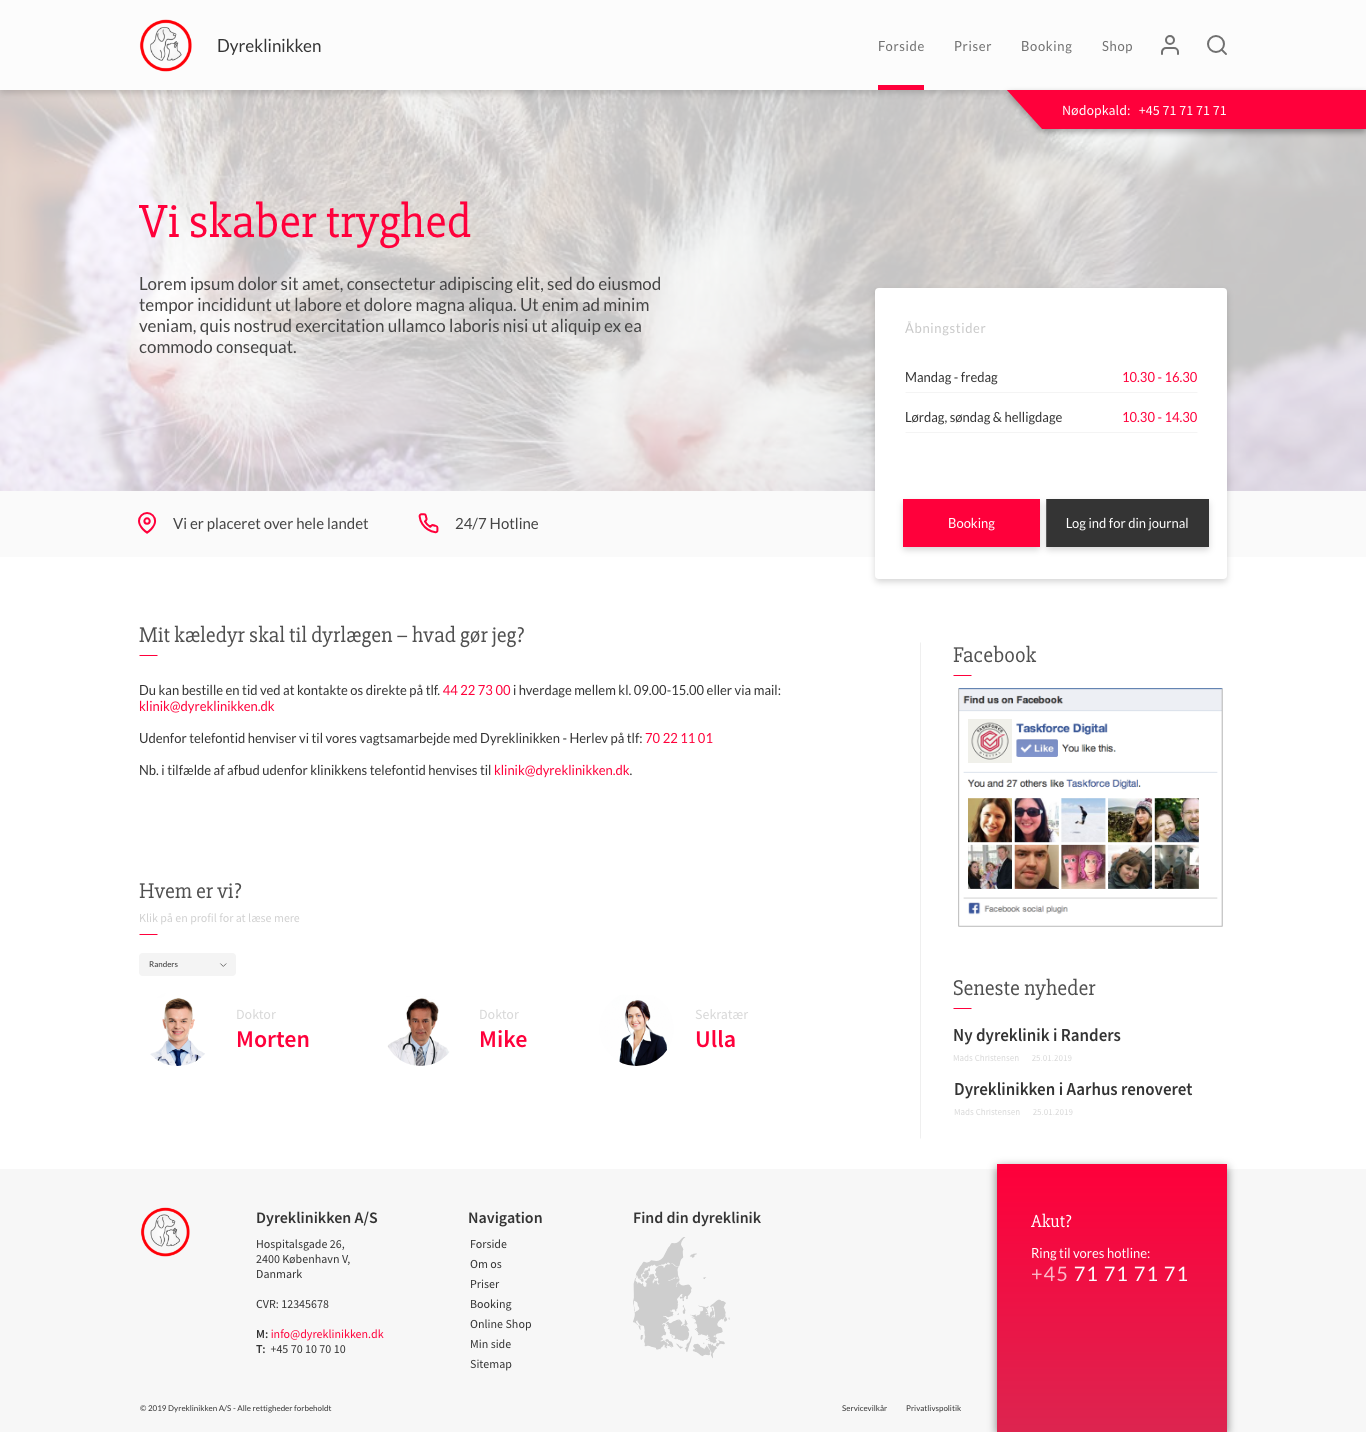 Dyreklinikken
Forside Priser Booking Shop
Nødopkald: +45 71 71 71 71
Vi skaber tryghed
Lorem ipsum dolor sit amet, consectetur adipiscing elit, sed do eiusmod
tempor incididunt ut labore et dolore magna aliqua. Ut enim ad minim
veniam, quis nostrud exercitation ullamco laboris nisi ut aliquip ex ea
commodo consequat.
Åbningstider
Mandag - fredag 10.30 - 16.30
Lørdag, søndag & helligdage 10.30 - 14.30
Booking Log ind for din journal
Vi er placeret over hele landet 24/7 Hotline
Mit kæledyr skal til dyrlægen – hvad gør jeg?
Du kan bestille en tid ved at kontakte os direkte på tlf. 44 22 73 00 i hverdage mellem kl. 09.00-15.00 eller via mail:
klinik@dyreklinikken.dk
Udenfor telefontid henviser vi til vores vagtsamarbejde med Dyreklinikken - Herlev på tlf: 70 22 11 01
Nb. i tilfælde af afbud udenfor klinikkens telefontid henvises til klinik@dyreklinikken.dk.
Hvem er vi?
Klik på en profil for at læse mere
Randers
Doktor
Morten
Doktor
Mike
Sekratær
Ulla
Facebook
Find us on Facebook
TASKFORCE
DIGITAL
Taskforce Digital
Like You like this.
You and 27 others like Taskforce Digital.
Facebook social plugin
Seneste nyheder
Ny dyreklinik i Randers
Mads Christensen 25.01.2019
Dyreklinikken i Aarhus renoveret
Mads Christensen 25.01.2019
Dyreklinikken A/S
Hospitalsgade 26,
2400 København V,
Danmark
CVR: 12345678
M: info@dyreklinikken.dk
T: +45 70 10 70 10
Navigation
Forside
Om os
Priser
Booking
Online Shop
Min side
Sitemap
Find din dyreklinik
Akut?
Ring til vores hotline:
+45 71 71 71 71
© 2019 Dyreklinikken A/S - Alle rettigheder forbeholdt
Servicevilkår Privatlivspolitik